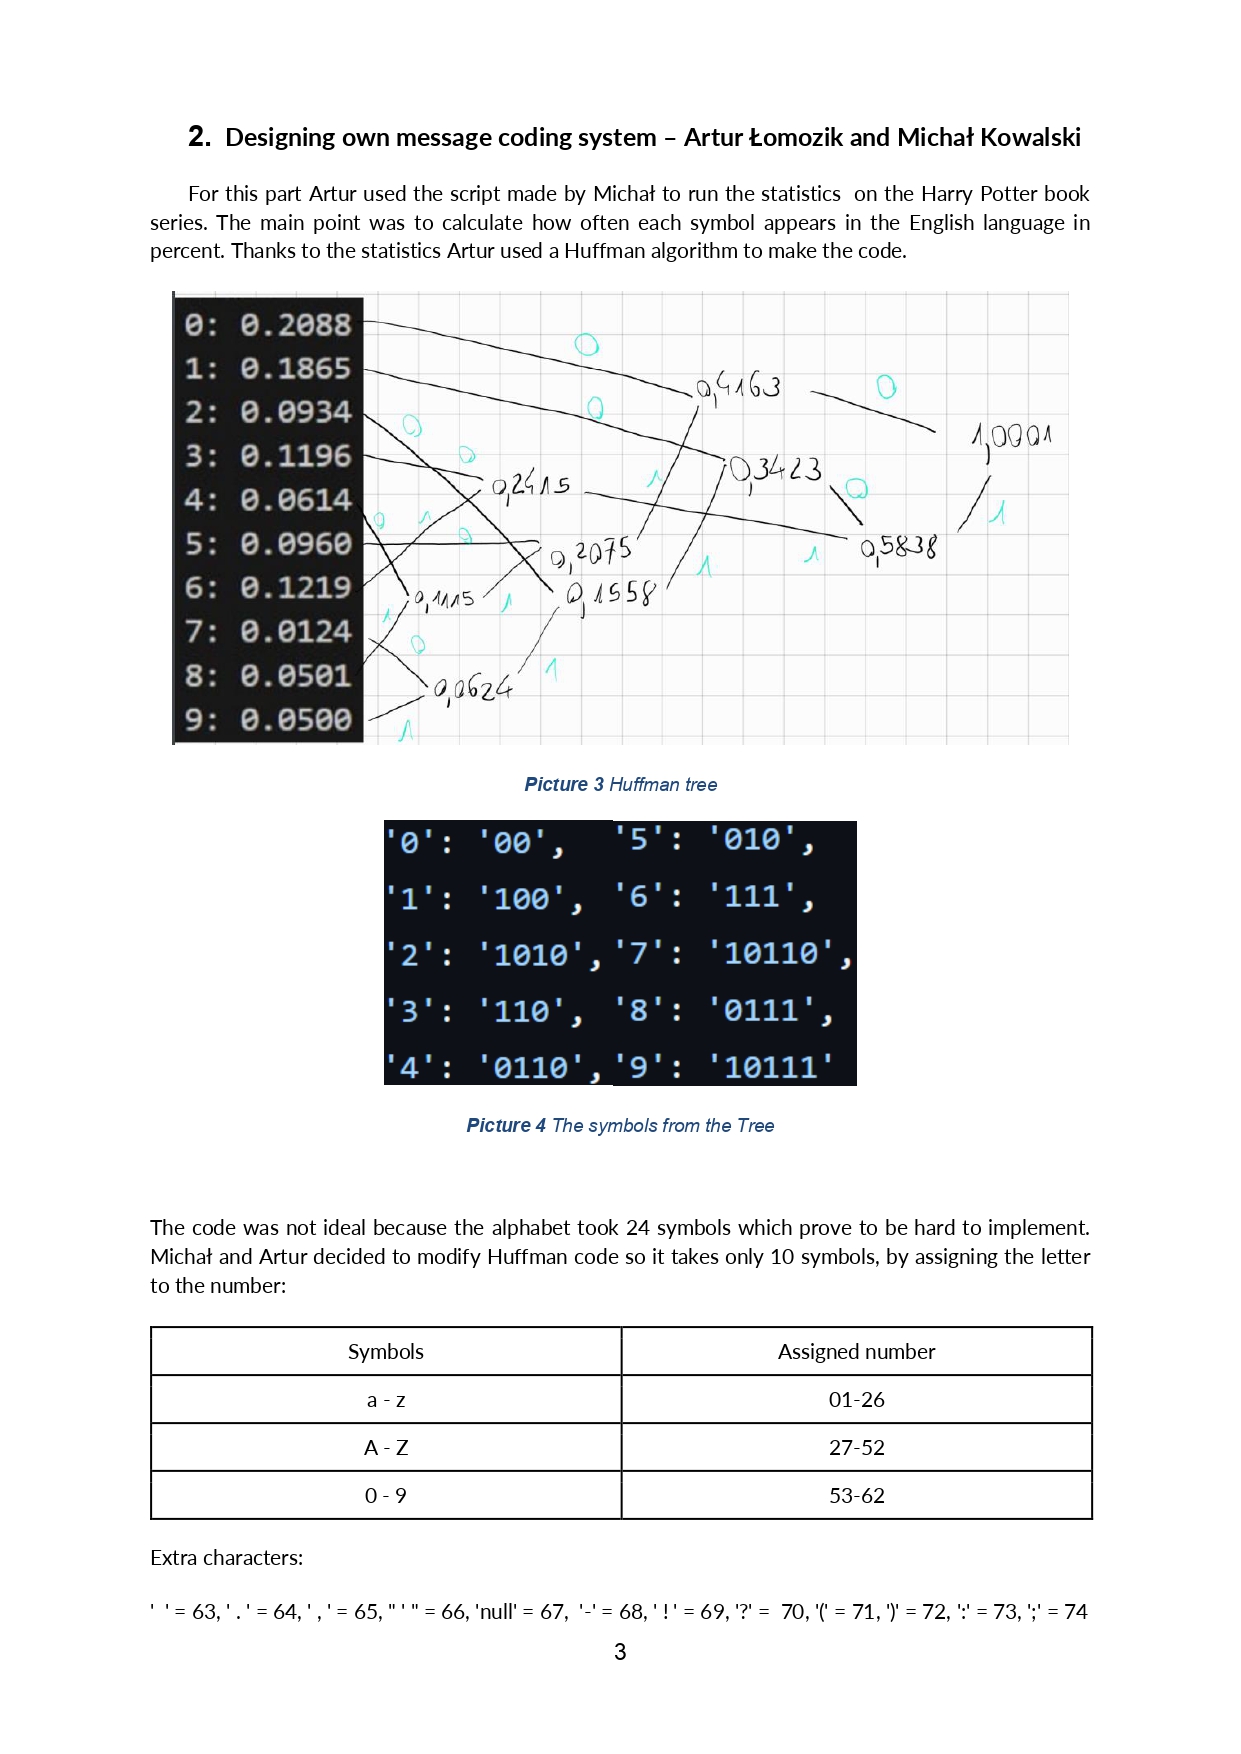 2. Designing own message coding system – Artur Łomozik and Michał Kowalski
For this part Artur used the script made by Michał to run the statistics on the Harry Potter book
series. The main point was to calculate how often each symbol appears in the English language in
percent. Thanks to the statistics Artur used a Huffman algorithm to make the code.
0: 0.2088
1: 0.1865
2: 0.0934
3: 0.1196
4: 0.0614
5: 0.0960
6: 0.1219
7: 0.0124
8: 0.0501
9: 0.0500
0
0
0
0
0
1
0
1
0
1
1
1
1
1
0
0
1
1
0,4163
1,0001
0,3423
0,2415
0,5838
0,2075
0,1558
0,1115
0,0624
Picture 3 Huffman tree
'0': '00', '5': '010',
'1': '100', '6': '111',
'2': '1010', '7': '10110',
'3': '110', '8': '0111',
'4': '0110', '9': '10111'
Picture 4 The symbols from the Tree
The code was not ideal because the alphabet took 24 symbols which prove to be hard to implement.
Michał and Artur decided to modify Huffman code so it takes only 10 symbols, by assigning the letter
to the number:
Symbols Assigned number
a - z 01-26
A - Z 27-52
0 - 9 53-62
Extra characters:
' ' = 63, ' . ' = 64, ' , ' = 65, " ' " = 66, 'null' = 67, '-' = 68, ' ! ' = 69, '?' = 70, '(' = 71, ')' = 72, ':' = 73, ';' = 74
3